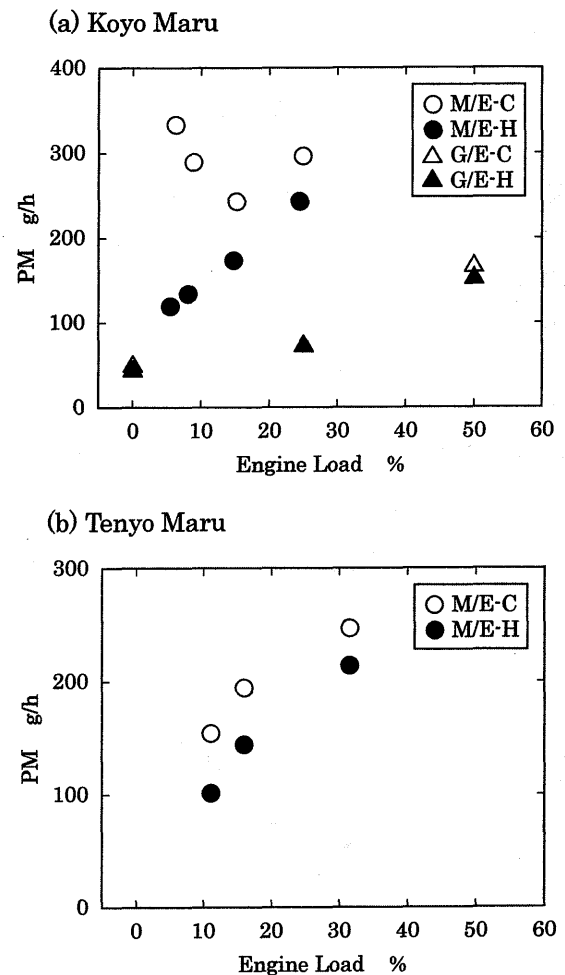 (a) Koyo Maru
400
300
200
100
0
PM g/h
M/E-C
M/E-H
G/E-C
G/E-H
0 10 20 30 40 50 60
Engine Load %
(b) Tenyo Maru
300
200
100
0
PM g/h
M/E-C
M/E-H
0 10 20 30 40 50 60
Engine Load %